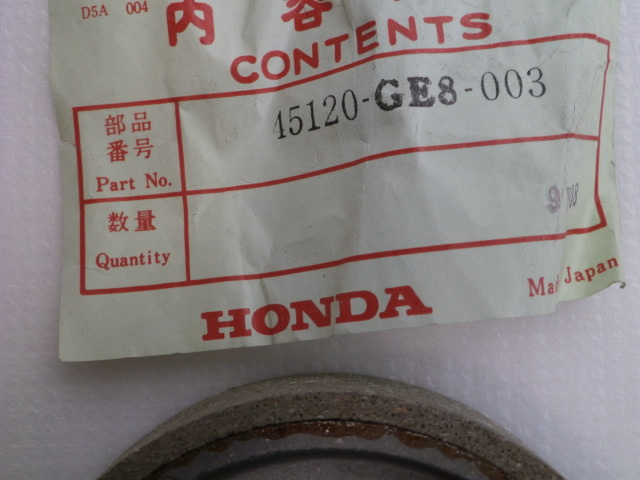 D5A 004
内容
CONTENTS
部品番号
Part No.
45120-GE8-003
数量
Quantity
HONDA
Made Japan